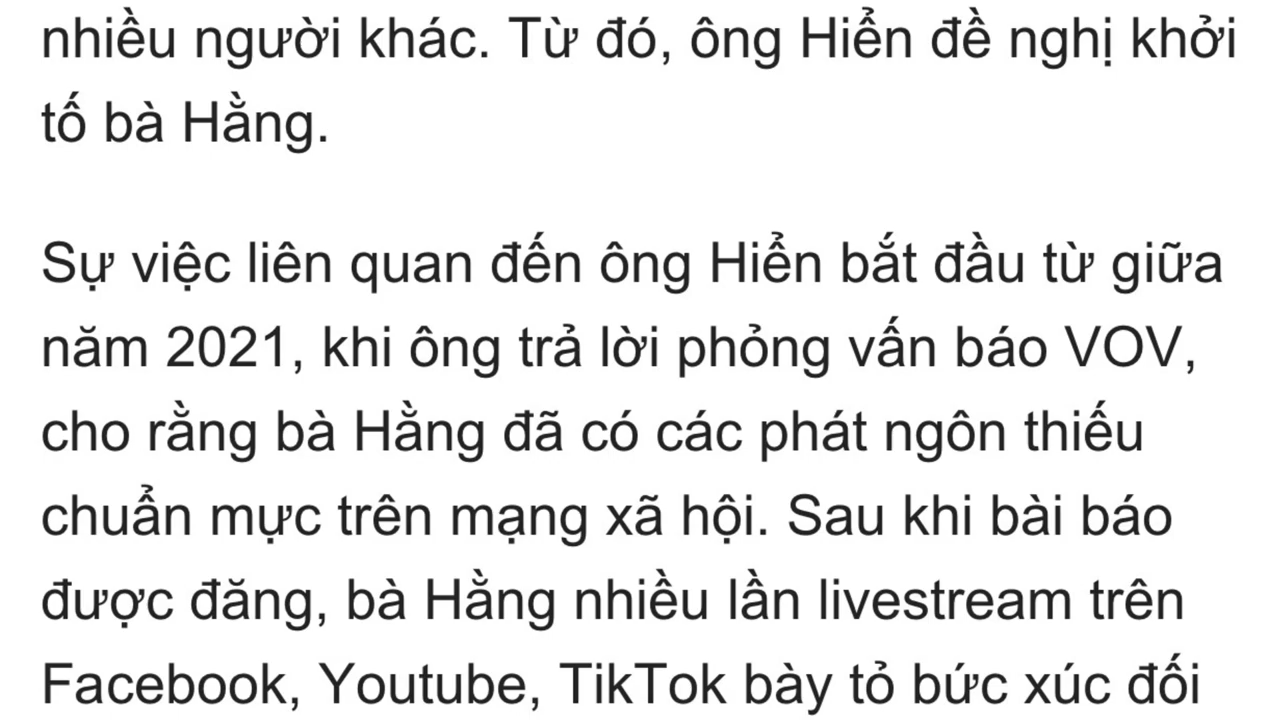 nhiều người khác. Từ đó, ông Hiển đề nghị khởi
tố bà Hằng.
Sự việc liên quan đến ông Hiển bắt đầu từ giữa
năm 2021, khi ông trả lời phỏng vấn báo VOV,
cho rằng bà Hằng đã có các phát ngôn thiếu
chuẩn mực trên mạng xã hội. Sau khi bài báo
được đăng, bà Hằng nhiều lần livestream trên
Facebook, Youtube, TikTok bày tỏ bức xúc đối